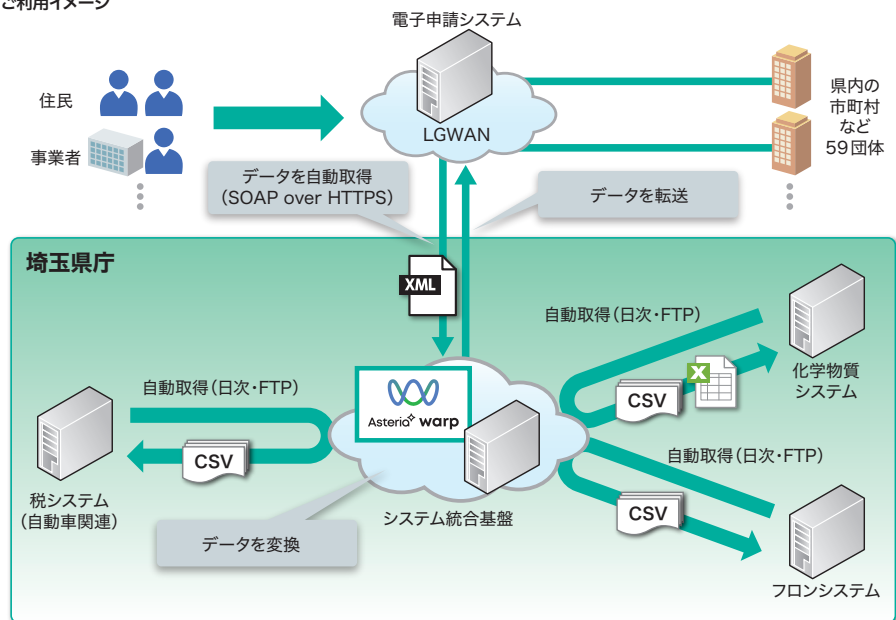 ご利用イメージ
電子申請システム
住民
事業者
LGWAN
県内の
市町村
など
59団体
データを自動取得
(SOAP over HTTPS)
データを転送
埼玉県庁
XML
自動取得(日次・FTP)
化学物質
システム
X
CSV
自動取得(日次・FTP)
Asteria warp
CSV
税システム
(自動車関連)
システム統合基盤
データを変換
自動取得(日次・FTP)
CSV
フロンシステム